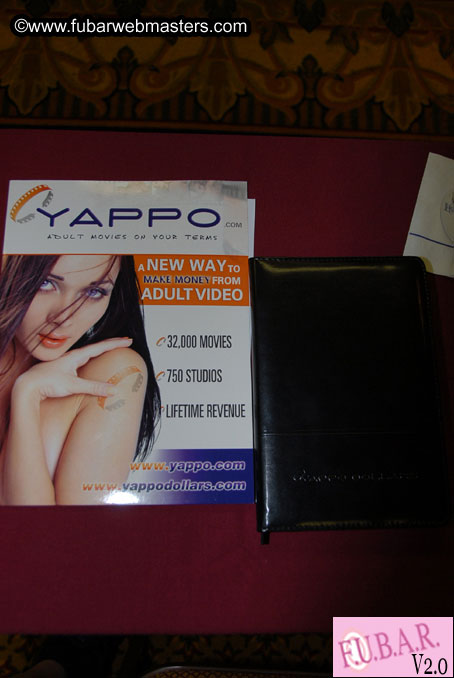 © www.fubarwebmasters.com
YAPPO.COM
ADULT MOVIES ON YOUR TERMS
A NEW WAY TO
MAKE MONEY FROM
ADULT VIDEO
32,000 MOVIES
750 STUDIOS
LIFETIME REVENUE
www.yappo.com
www.yappodollars.com
F.U.B.A.R.
V2.0